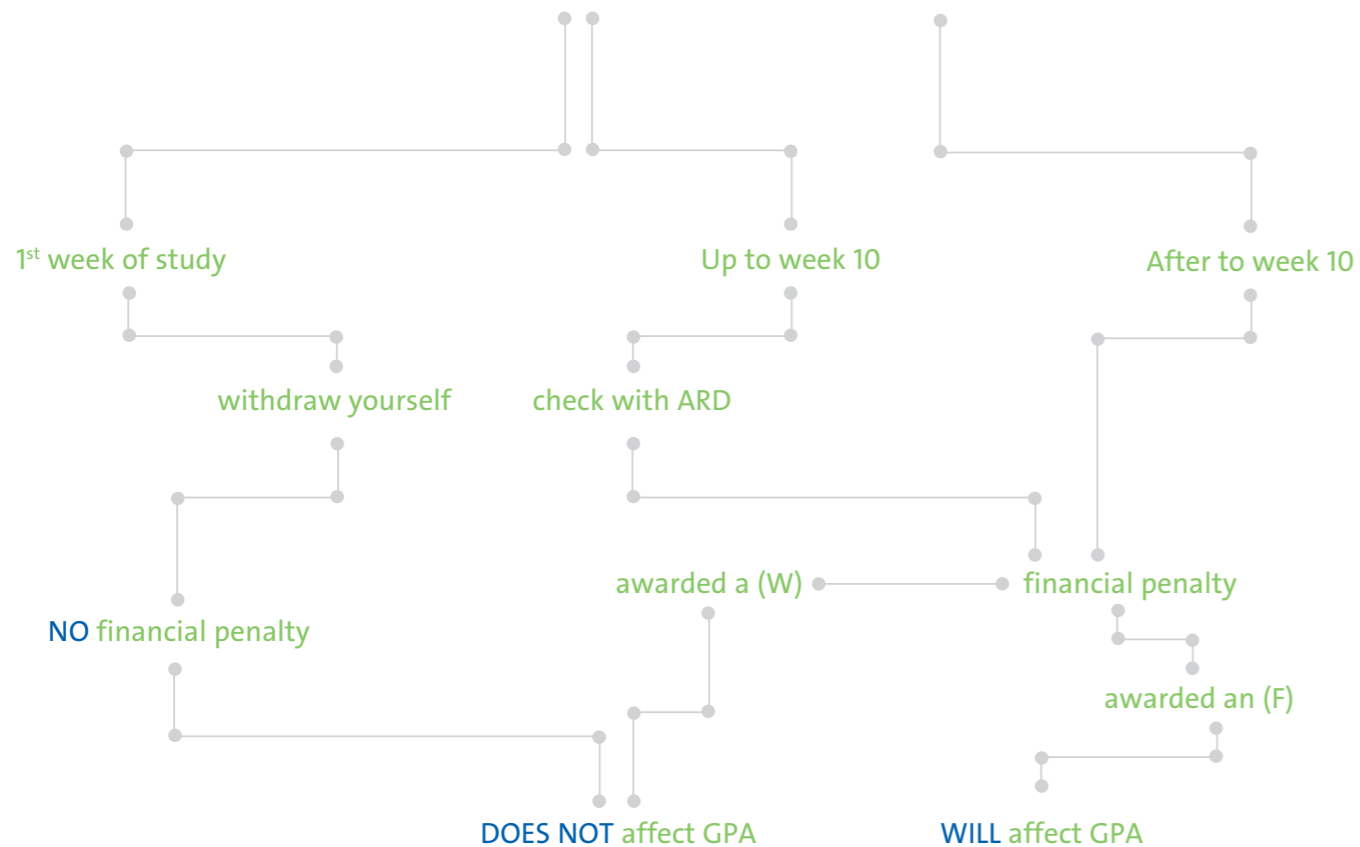 1st week of study
Up to week 10
After to week 10
withdraw yourself
check with ARD
awarded a (W)
financial penalty
NO financial penalty
awarded an (F)
DOES NOT affect GPA
WILL affect GPA